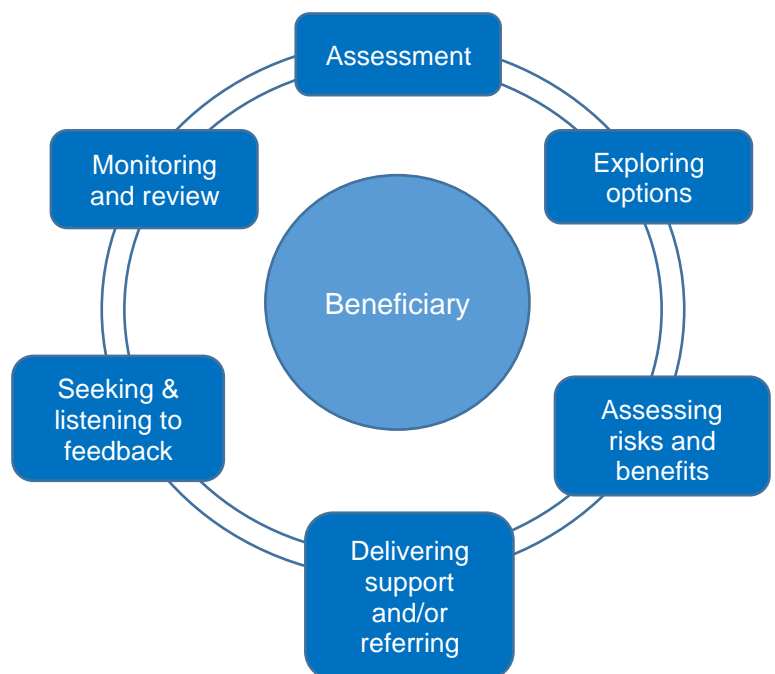 Assessment
Exploring
options
Assessing
risks and
benefits
Delivering
support
and/or
referring
Seeking &
listening to
feedback
Monitoring
and review
Beneficiary